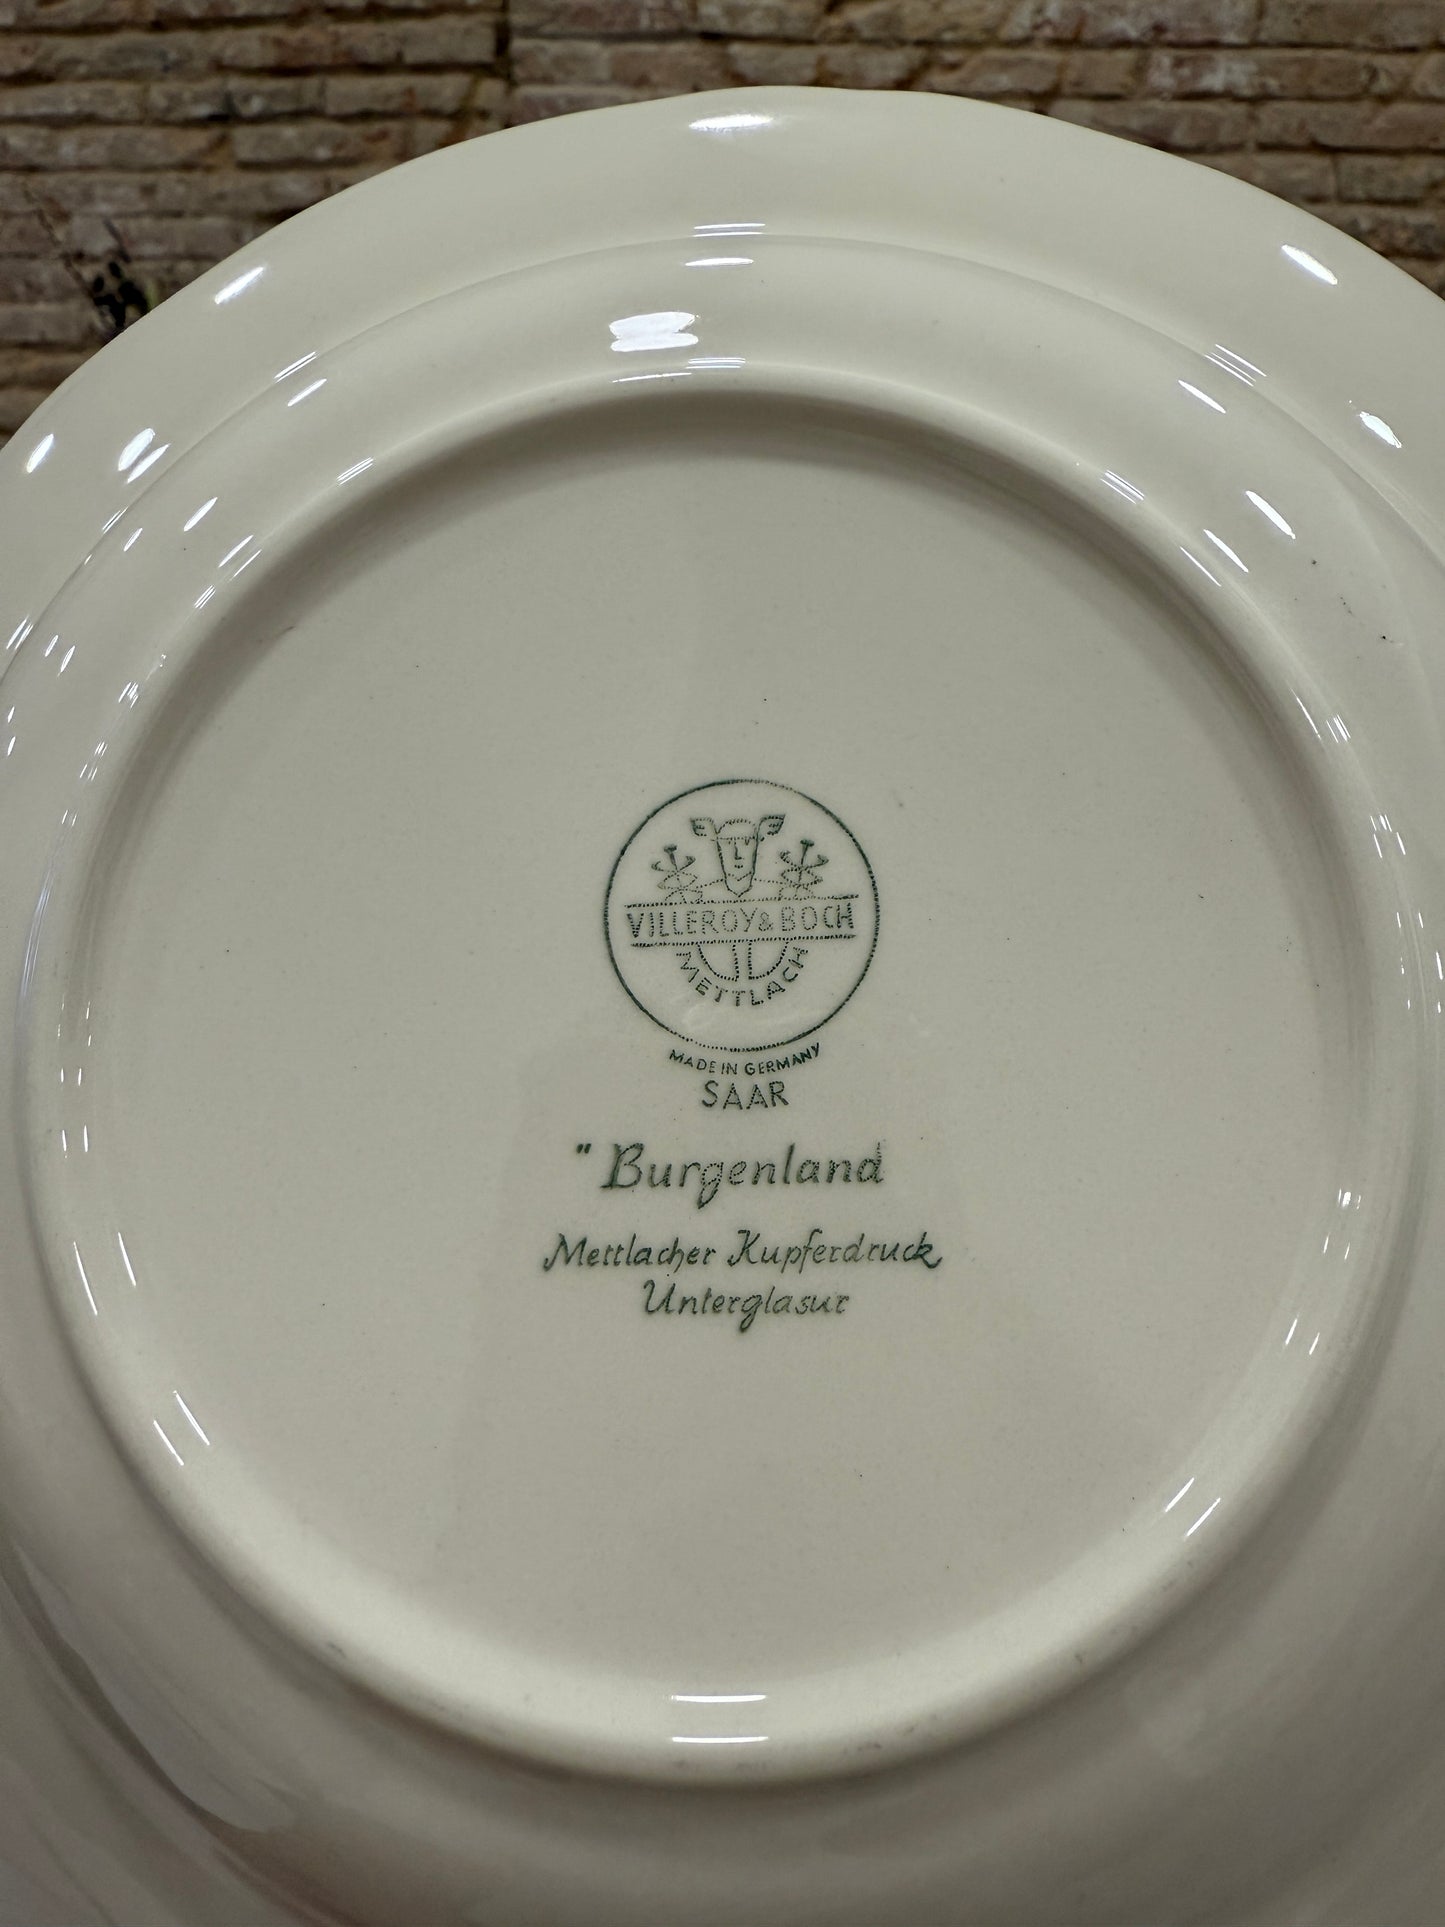 VILLEROY & BOCH
METTLACH
MADE IN GERMANY
SAAR
"Burgenland
Mettlacher Kupferdruck
Unterglasur